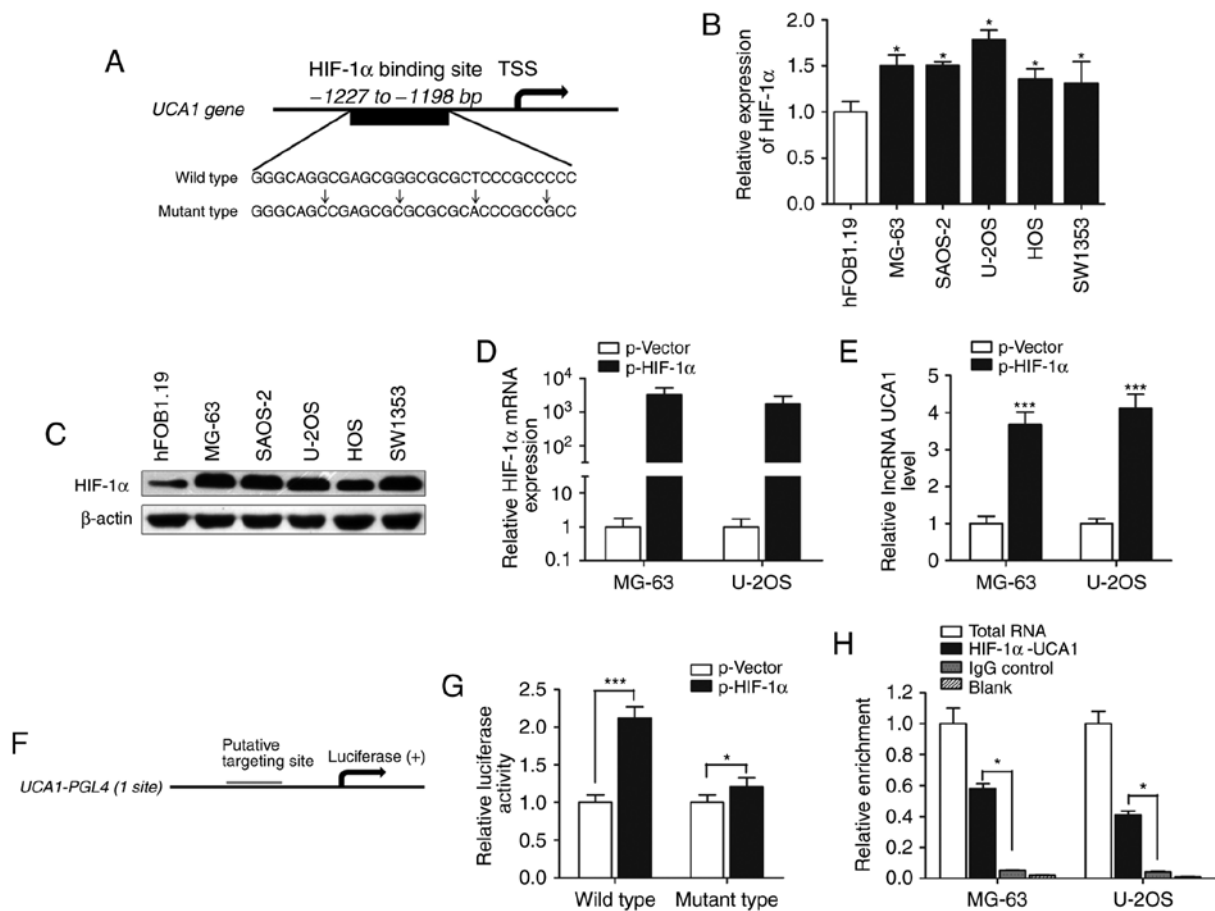 A
HIF-1α binding site
TSS
–1227 to –1198 bp
UCA1 gene
Wild type
GGGCAGGCGAGCGGGCGCGCTCCCGCCCCC
Mutant type
GGGCAGCCGAGCGCGCGCGCACCCGCCGCC
B
Relative expression
of HIF-1α
2.0
1.5
1.0
0.5
0.0
hFOB1.19
MG-63
SAOS-2
U-2OS
HOS
SW1353
* * * * *
C
hFOB1.19
MG-63
SAOS-2
U-2OS
HOS
SW1353
HIF-1α
β-actin
D
p-Vector
p-HIF-1α
Relative HIF-1α mRNA
expression
10⁴
10³
10²
10
1
0.1
MG-63
U-2OS
E
p-Vector
p-HIF-1α
Relative lncRNA UCA1
level
5
4
3
2
1
0
*** ***
MG-63
U-2OS
F
Putative
targeting site
Luciferase (+)
UCA1-PGL4 (1 site)
G
p-Vector
p-HIF-1α
Relative luciferase
activity
2.5
2.0
1.5
1.0
0.5
0.0
***
*
Wild type
Mutant type
H
Total RNA
HIF-1α-UCA1
IgG control
Blank
Relative enrichment
1.2
1.0
0.8
0.6
0.4
0.2
0.0
*
*
MG-63
U-2OS